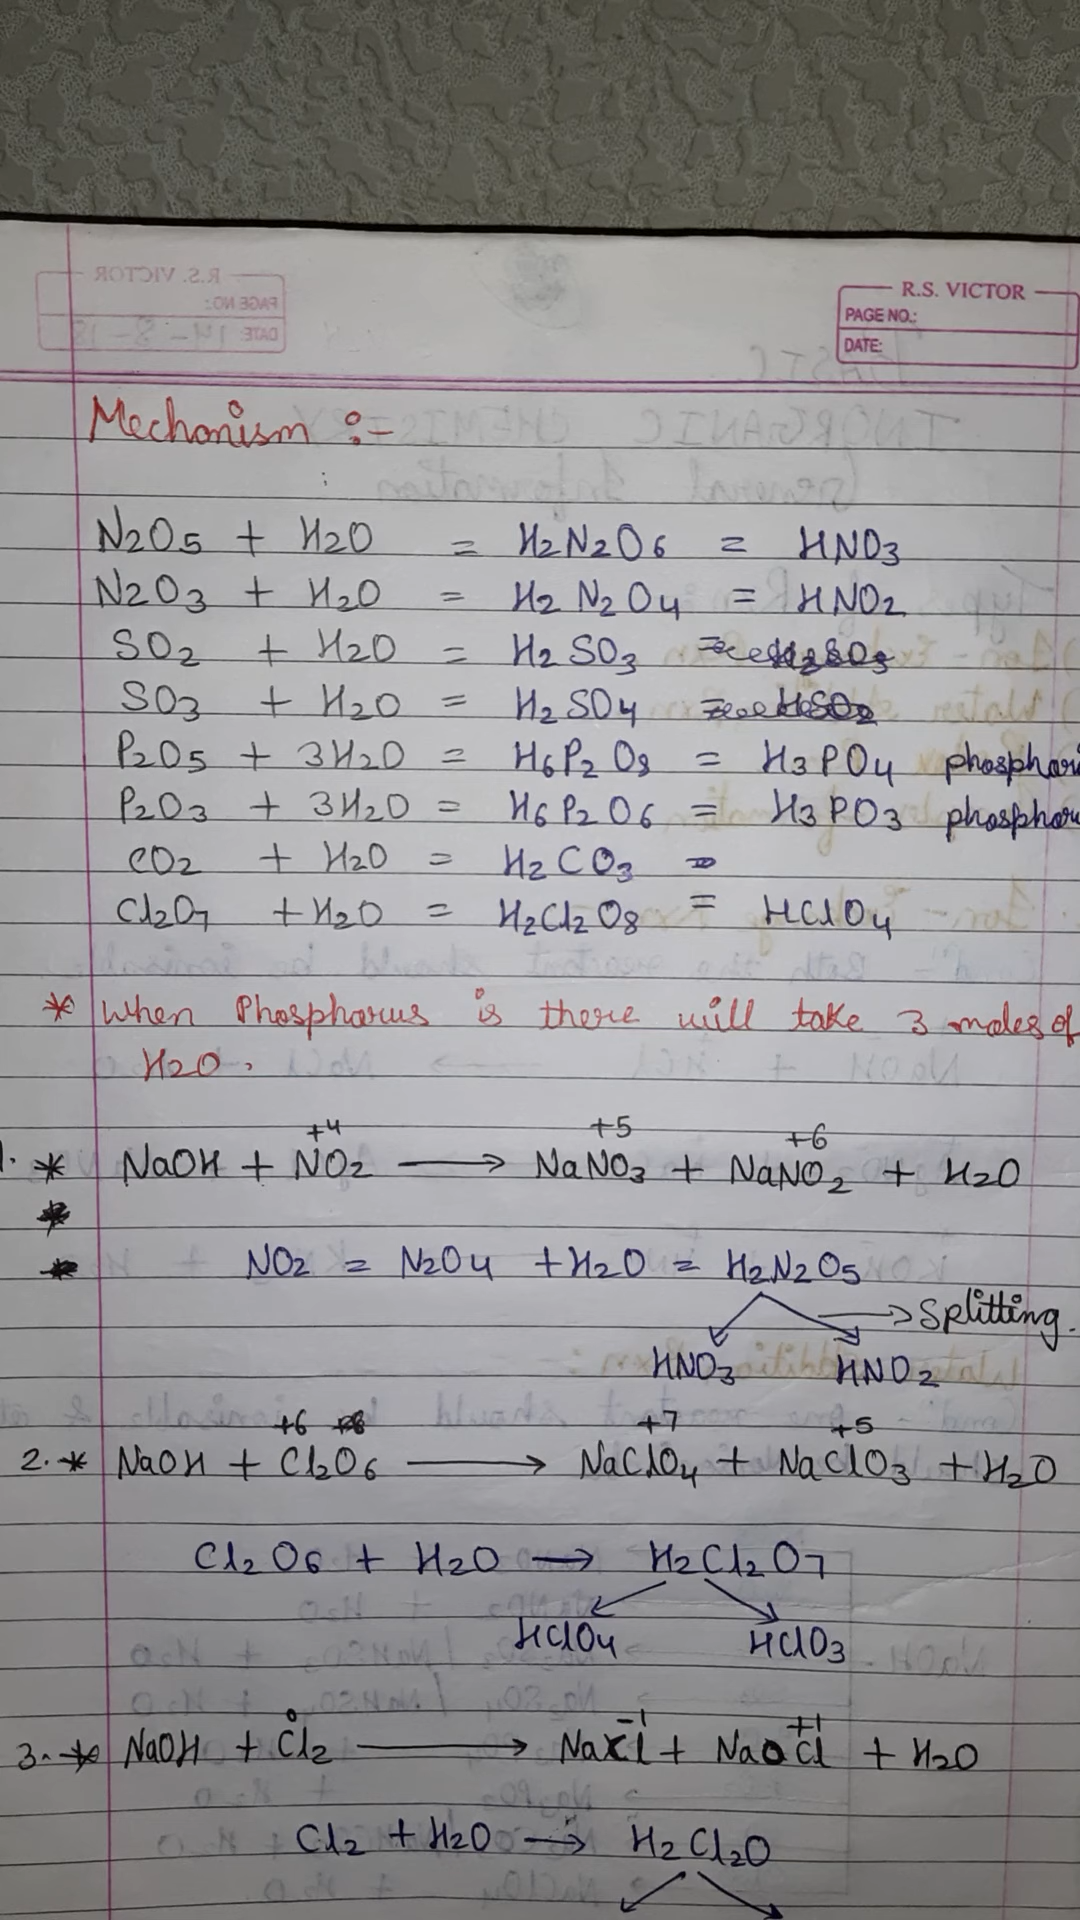 R.S. VICTOR
PAGE NO.:
DATE:
Mechanism :-
N2O5 + H2O = H2N2O6 = HNO3
N2O3 + H2O = H2N2O4 = HNO2
SO2 + H2O = H2SO3
SO3 + H2O = H2SO4
P2O5 + 3H2O = H6P2O8 = H3PO4 phosphori
P2O3 + 3H2O = H6P2O6 = H3PO3 phosphoru
CO2 + H2O = H2CO3 =
Cl2O7 + H2O = H2Cl2O8 = HClO4
* When Phospharus is there will take 3 moles of
H2O.
+4 +5 +6
1. * NaOH + NO2 → NaNO3 + NaNO2 + H2O
NO2 = N2O4 + H2O = H2N2O5
→ Splitting.
HNO3 HNO2
+6 +7 +5
2. * NaOH + Cl2O6 → NaClO4 + NaClO3 + H2O
Cl2O6 + H2O → H2Cl2O7
HClO4 HClO3
0 -1 +1
3. * NaOH + Cl2 → NaCl + NaOCl + H2O
Cl2 + H2O → H2Cl2O